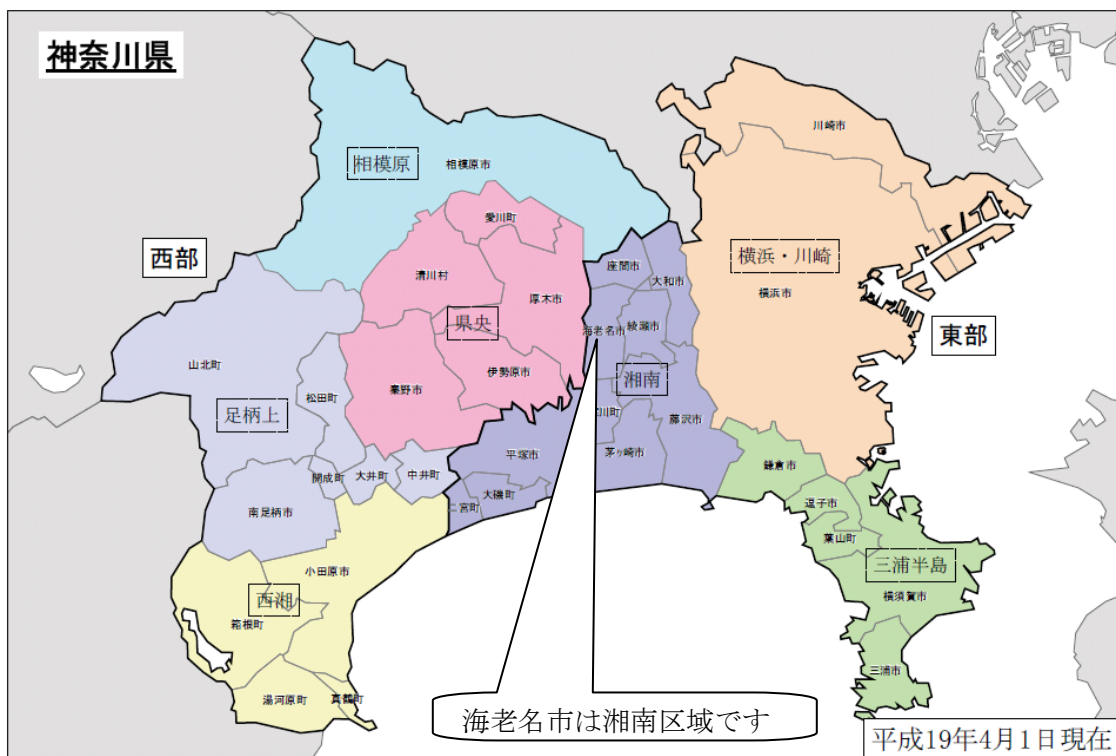 神奈川県
川崎市
相模原
相模原市
愛川町
西部
清川村
厚木市
座間市
大和市
横浜・川崎
横浜市
県央
海老名市
綾瀬市
東部
山北町
秦野市
伊勢原市
湘南
松田町
足柄上
川町
藤沢市
平塚市
茅ヶ崎市
鎌倉市
開成町
大井町
中井町
大磯町
二宮町
南足柄市
逗子市
葉山町
三浦半島
小田原市
西湘
横須賀市
箱根町
三浦市
湯河原町
真鶴町
海老名市は湘南区域です
平成19年4月1日現在